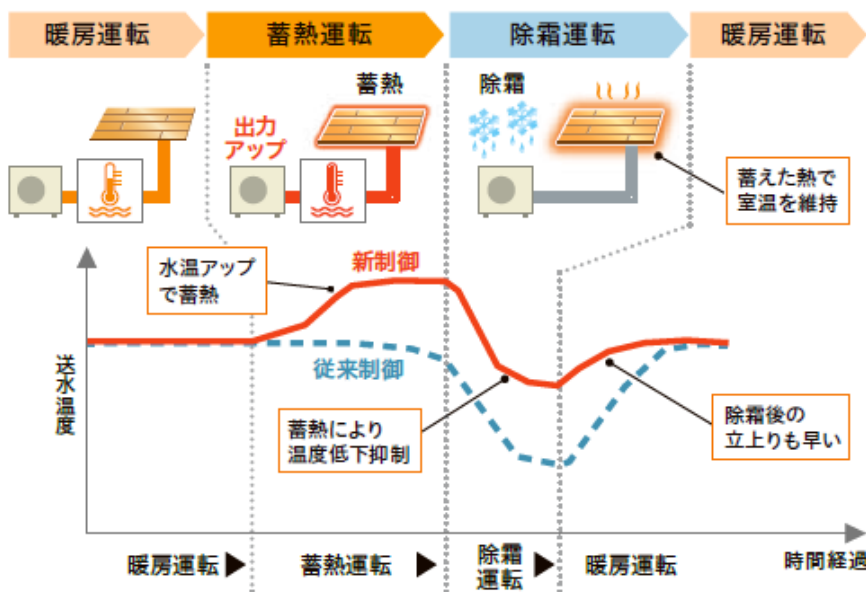 暖房運転
蓄熱運転
除霜運転
暖房運転
蓄熱
除霜
出力
アップ
蓄えた熱で
室温を維持
水温アップ
で蓄熱
新制御
従来制御
送水温度
蓄熱により
温度低下抑制
除霜後の
立上りも早い
暖房運転▶
蓄熱運転▶
除霜
運転▶
暖房運転
時間経過